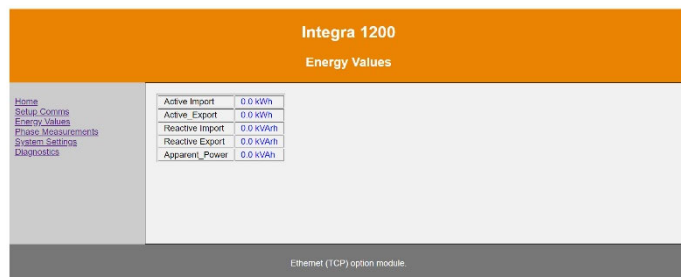 Integra 1200
Energy Values
Home
Setup Comms
Energy Values
Phase Measurements
System Settings
Diagnostics
Active Import 0.0 kWh
Active_Export 0.0 kWh
Reactive Import 0.0 kVArh
Reactive Export 0.0 kVArh
Apparent_Power 0.0 kVAh
Ethernet (TCP) option module.